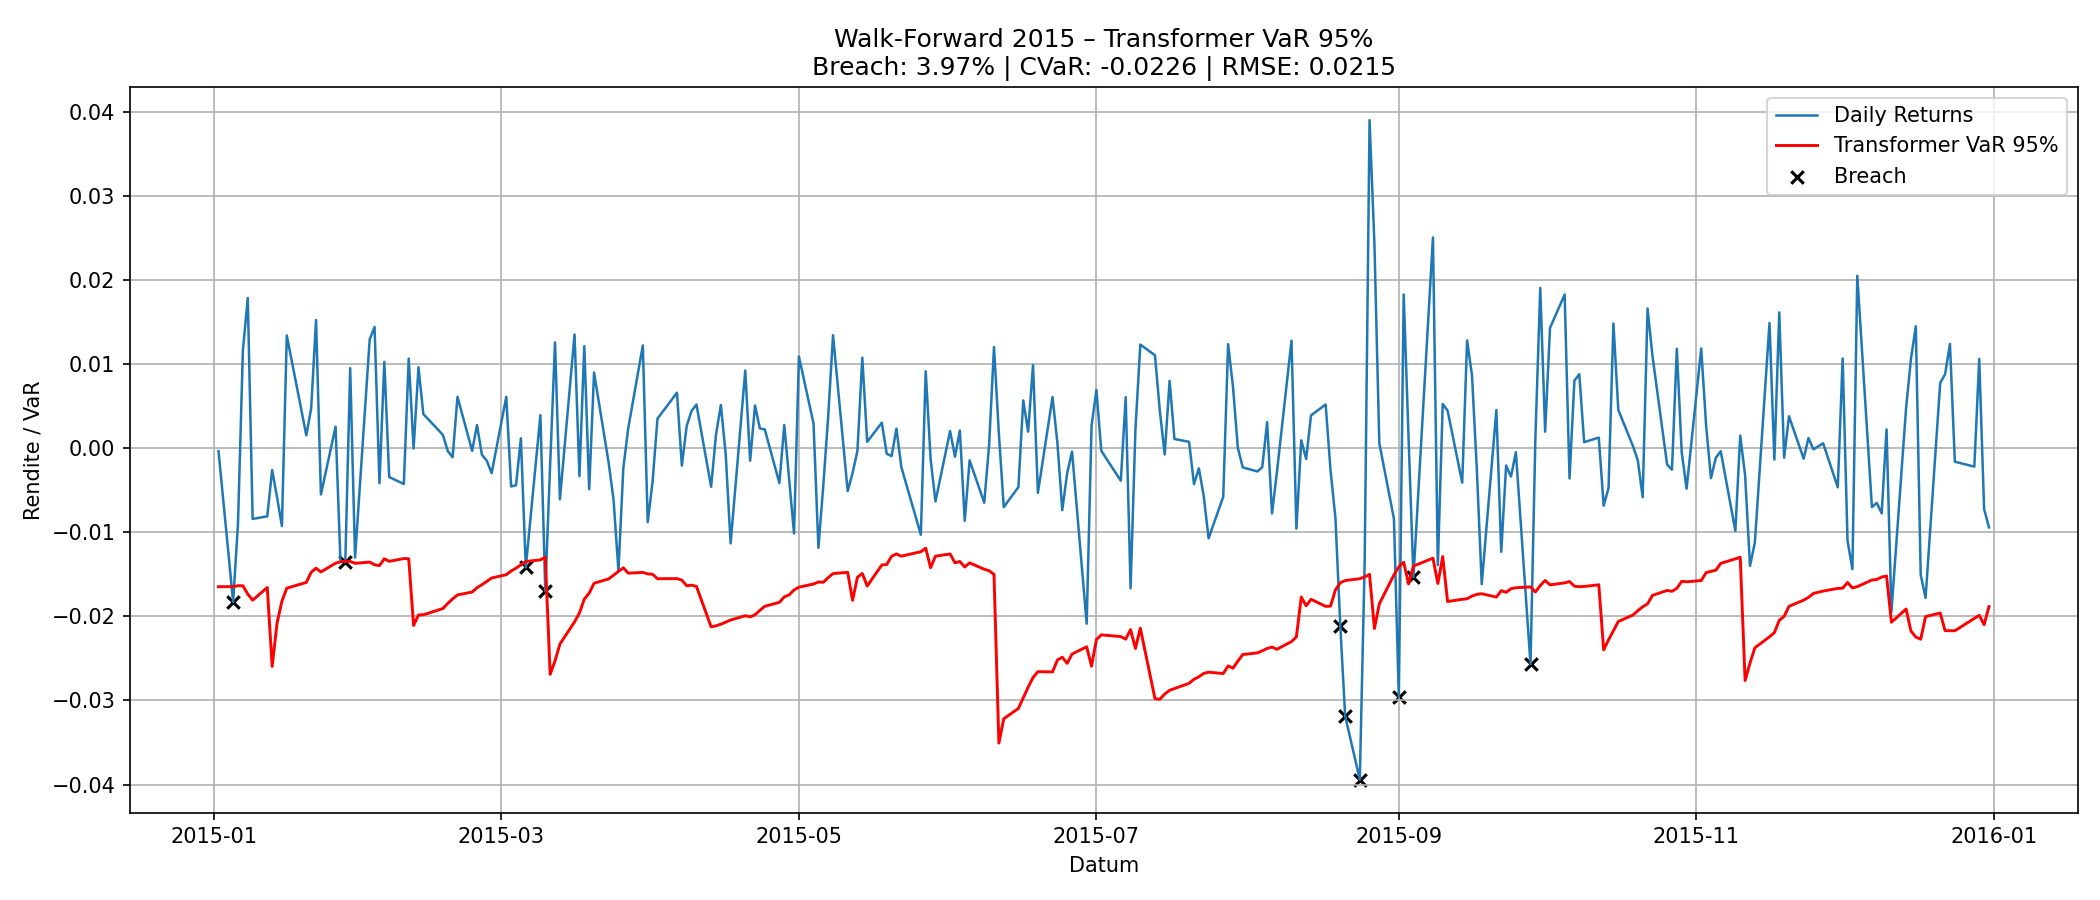 Walk-Forward 2015 – Transformer VaR 95%
Breach: 3.97% | CVaR: -0.0226 | RMSE: 0.0215
Daily Returns
Transformer VaR 95%
Breach
Rendite / VaR
0.04
0.03
0.02
0.01
0.00
−0.01
−0.02
−0.03
−0.04
2015-01
2015-03
2015-05
2015-07
2015-09
2015-11
2016-01
Datum